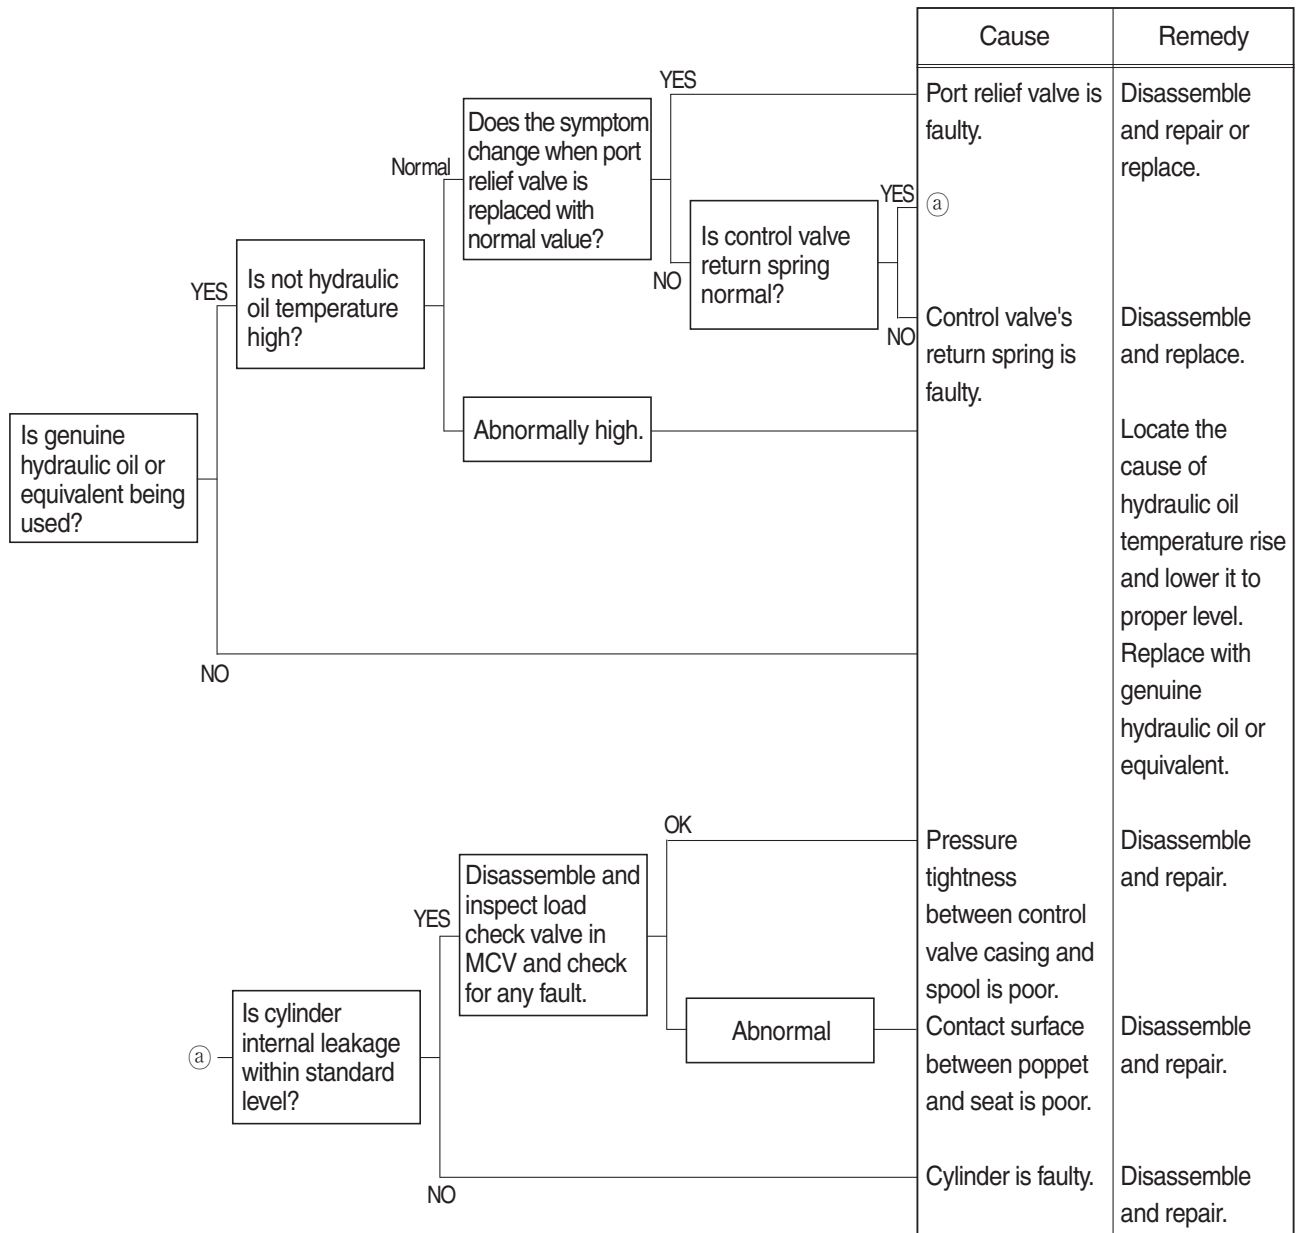 Cause
Remedy
YES
Port relief valve is
faulty.
Disassemble
and repair or
replace.
Does the symptom
change when port
relief valve is
replaced with
normal value?
Normal
YES
ⓐ
Is control valve
return spring
normal?
NO
NO
Control valve's
return spring is
faulty.
Disassemble
and replace.
YES
Is not hydraulic
oil temperature
high?
Abnormally high.
Locate the
cause of
hydraulic oil
temperature rise
and lower it to
proper level.
Is genuine
hydraulic oil or
equivalent being
used?
NO
Replace with
genuine
hydraulic oil or
equivalent.
OK
Pressure
tightness
between control
valve casing and
spool is poor.
Disassemble
and repair.
YES
Disassemble and
inspect load
check valve in
MCV and check
for any fault.
Abnormal
Contact surface
between poppet
and seat is poor.
Disassemble
and repair.
ⓐ
Is cylinder
internal leakage
within standard
level?
NO
Cylinder is faulty.
Disassemble
and repair.